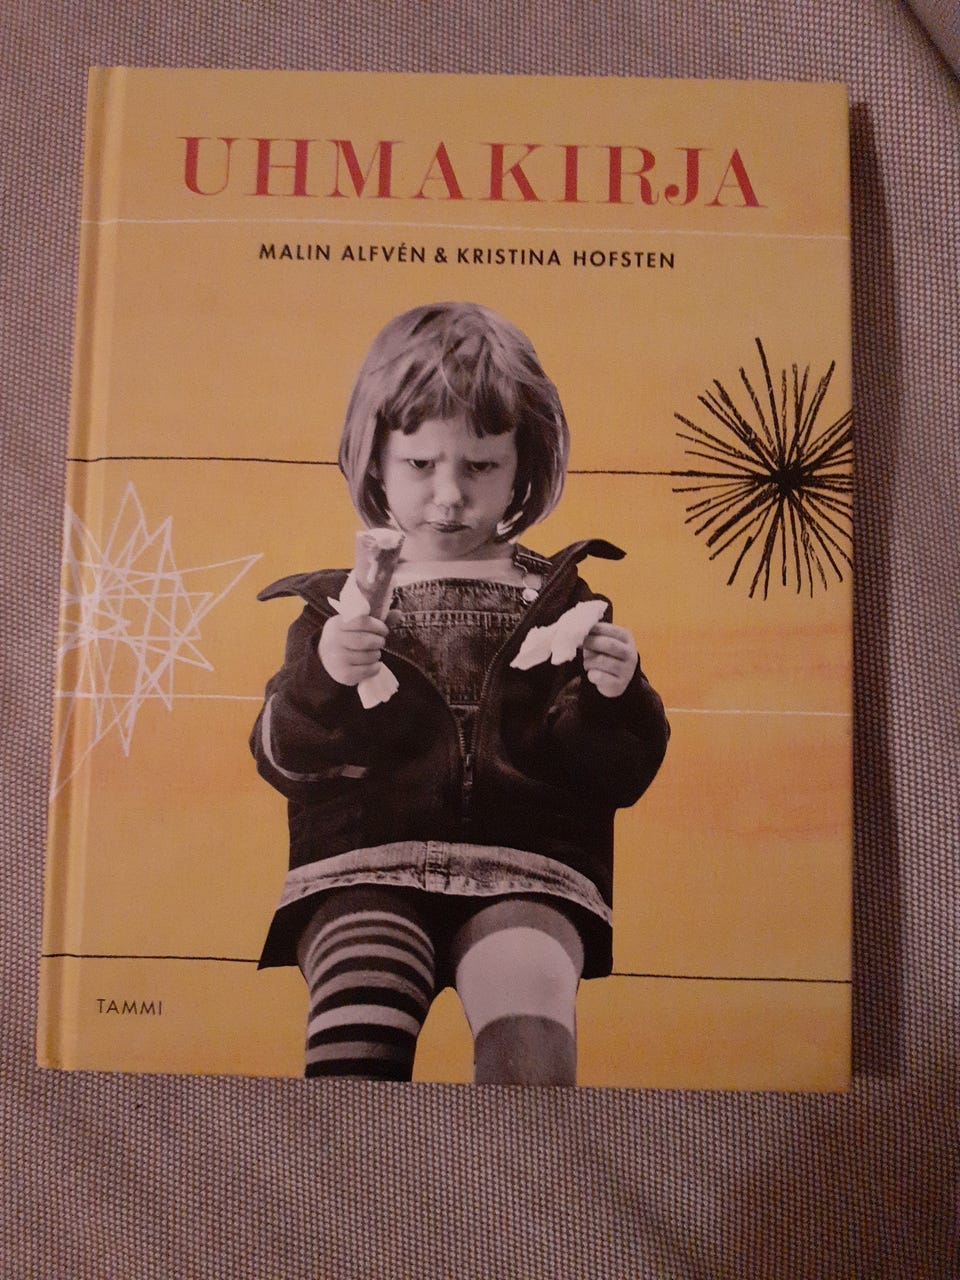 UHMAKIRJA
MALIN ALFVÉN & KRISTINA HOFSTEN
TAMMI